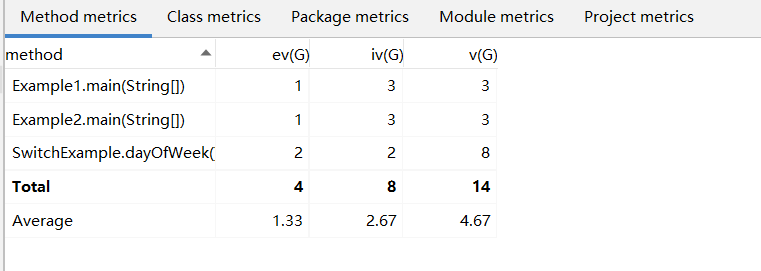 Method metrics Class metrics Package metrics Module metrics Project metrics
method ev(G) iv(G) v(G)
Example1.main(String[]) 1 3 3
Example2.main(String[]) 1 3 3
SwitchExample.dayOfWeek( 2 2 8
Total 4 8 14
Average 1.33 2.67 4.67